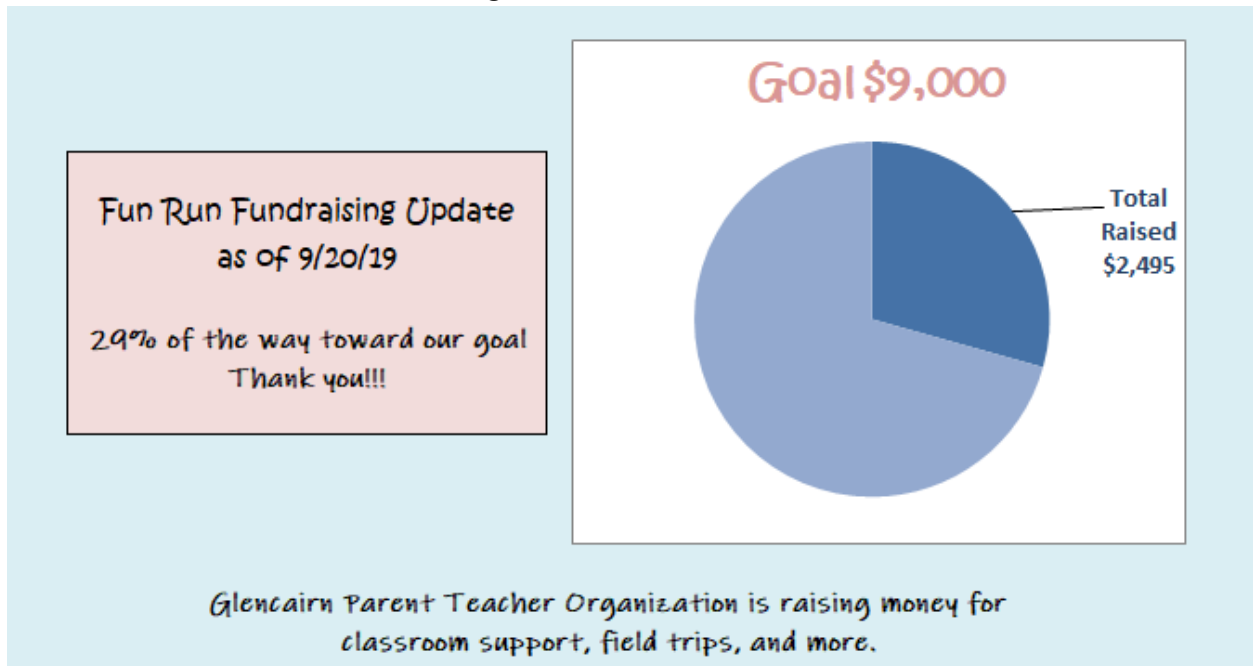 Goal $9,000
Fun Run Fundraising Update
as of 9/20/19
29% of the way toward our goal
Thank you!!!
Total
Raised
$2,495
Glencairn Parent Teacher Organization is raising money for
classroom support, field trips, and more.